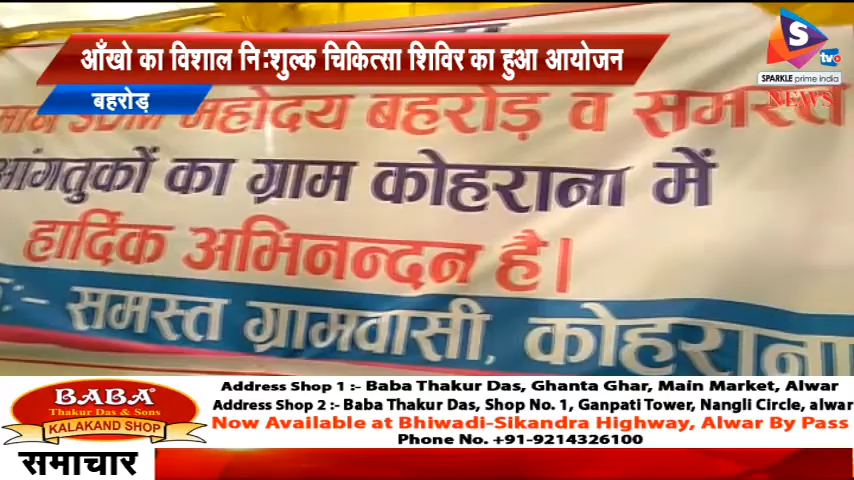 आँखो का विशाल निःशुल्क चिकित्सा शिविर का हुआ आयोजन
बहरोड़
S
tv
SPARKLE prime india
NEWS
SDM महोदय बहरोड़ व समस्त
आंगतुकों का ग्राम कोहराना में
हार्दिक अभिनन्दन है।
:- समस्त ग्रामवासी, कोहराना
BABA
Thakur Das & Sons
KALAKAND SHOP
Address Shop 1 :- Baba Thakur Das, Ghanta Ghar, Main Market, Alwar
Address Shop 2 :- Baba Thakur Das, Shop No. 1, Ganpati Tower, Nangli Circle, alwar
Now Available at Bhiwadi-Sikandra Highway, Alwar By Pass
Phone No. +91-9214326100
समाचार